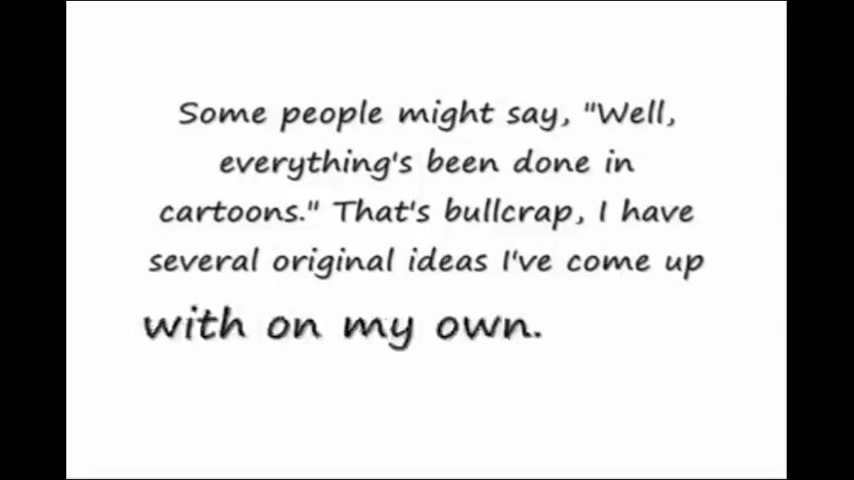 Some people might say, "Well,
everything's been done in
cartoons." That's bullcrap, I have
several original ideas I've come up
with on my own.